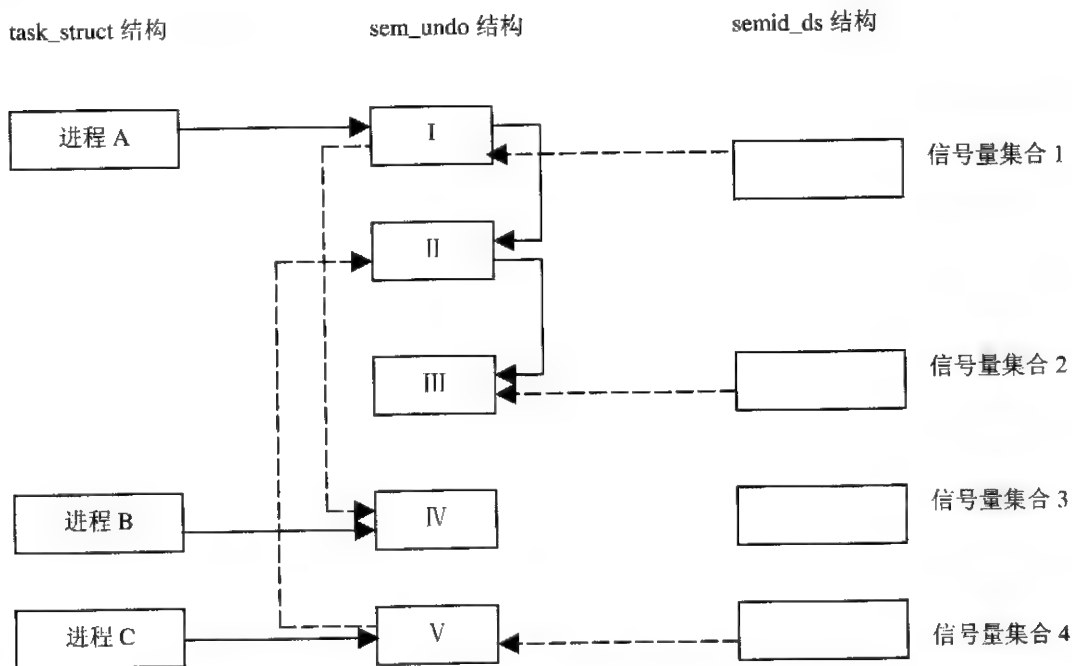 task_struct 结构
sem_undo 结构
semid_ds 结构
进程 A
I
信号量集合 1
II
III
信号量集合 2
进程 B
IV
信号量集合 3
进程 C
V
信号量集合 4